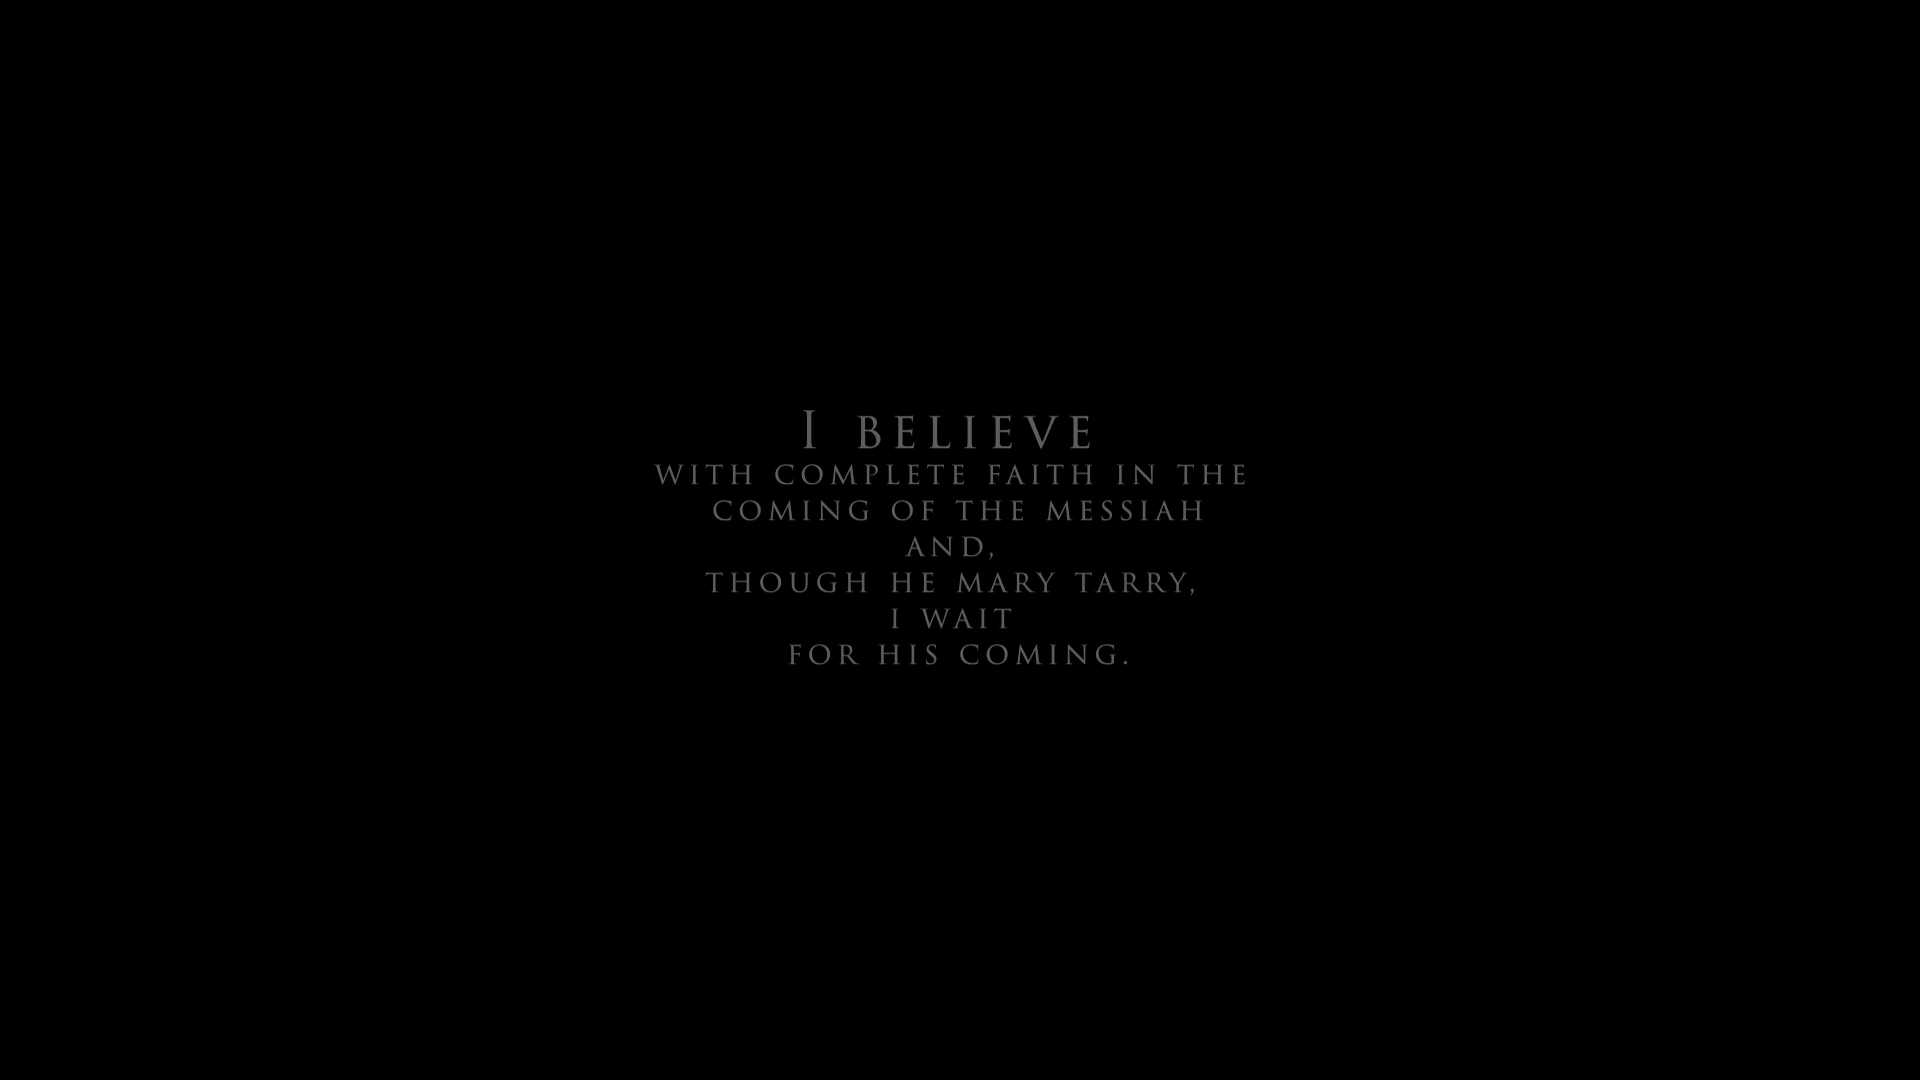 I BELIEVE
WITH COMPLETE FAITH IN THE
COMING OF THE MESSIAH
AND,
THOUGH HE MARY TARRY,
I WAIT
FOR HIS COMING.